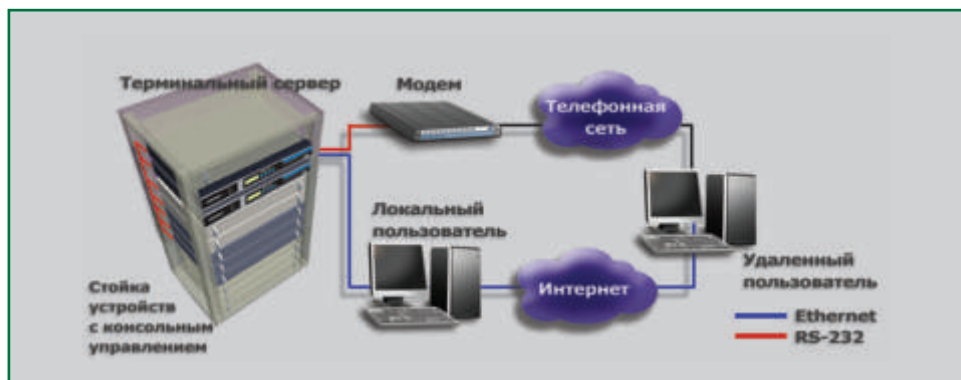 Терминальный сервер
Модем
Телефонная
сеть
Локальный
пользователь
Интернет
Удаленный
пользователь
Стойка
устройств
с консольным
управлением
Ethernet
RS-232